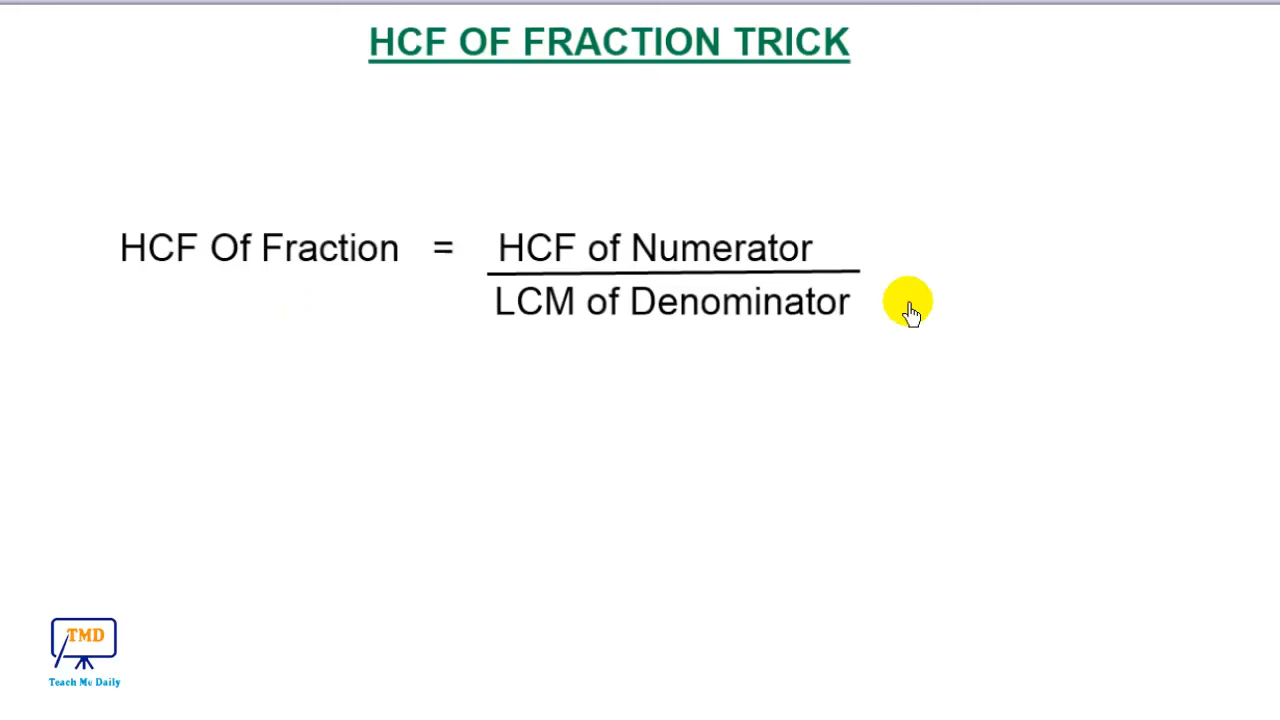 HCF OF FRACTION TRICK
HCF Of Fraction = HCF of Numerator
LCM of Denominator
TMD
Teach Me Daily